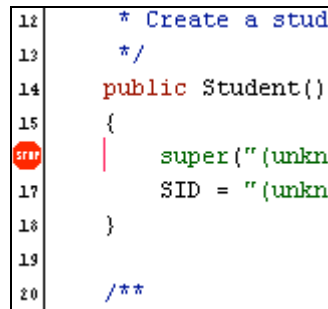 12 * Create a stud
13 */
14 public Student()
15 {
STOP super("(unkn
17 SID = "(unkn
18 }
19
20 /**